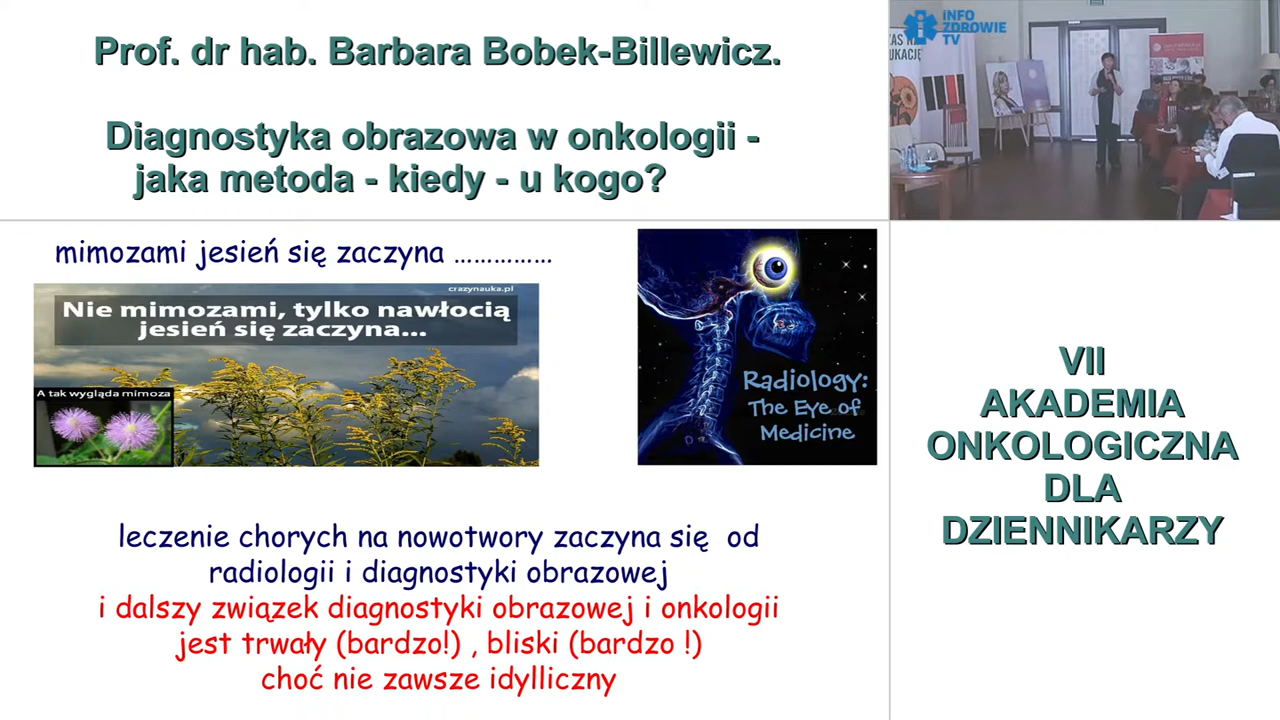 Prof. dr hab. Barbara Bobek-Billewicz.
Diagnostyka obrazowa w onkologii -
jaka metoda - kiedy - u kogo?
iNFO
ZDROWIE
TV
mimozami jesień się zaczyna ……………
crazynauka.pl
Nie mimozami, tylko nawłocią
jesień się zaczyna...
A tak wygląda mimoza
Radiology:
The Eye of
Medicine
leczenie chorych na nowotwory zaczyna się od
radiologii i diagnostyki obrazowej
i dalszy związek diagnostyki obrazowej i onkologii
jest trwały (bardzo!) , bliski (bardzo !)
choć nie zawsze idylliczny
VII
AKADEMIA
ONKOLOGICZNA
DLA
DZIENNIKARZY